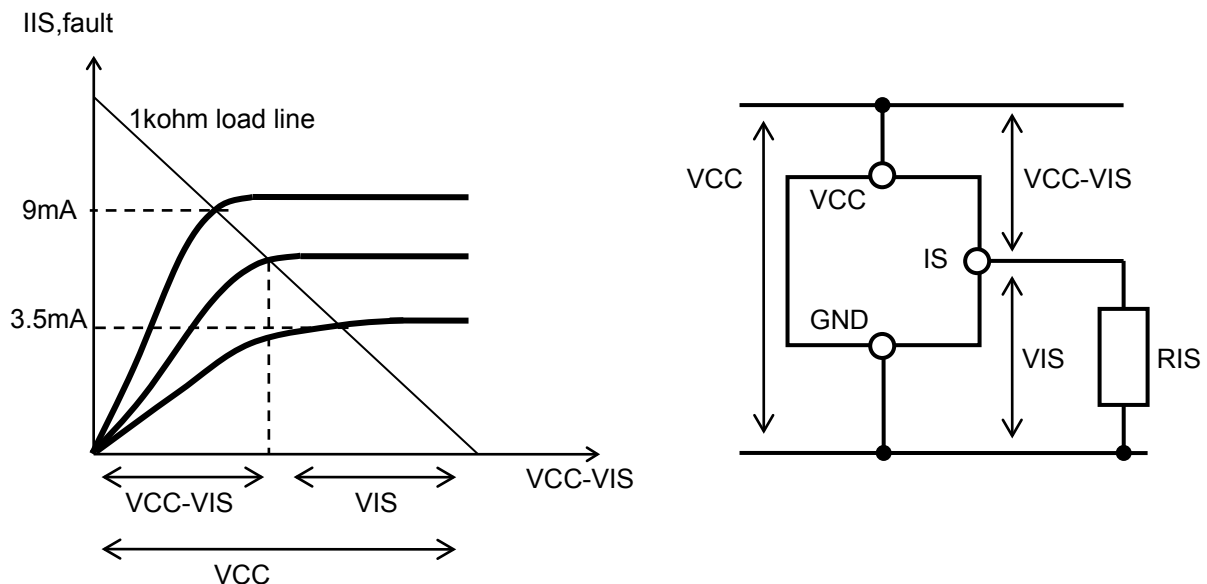 IIS,fault
1kohm load line
9mA
3.5mA
VCC-VIS
VCC-VIS
VIS
VCC
VCC
VCC
VCC-VIS
IS
GND
VIS
RIS